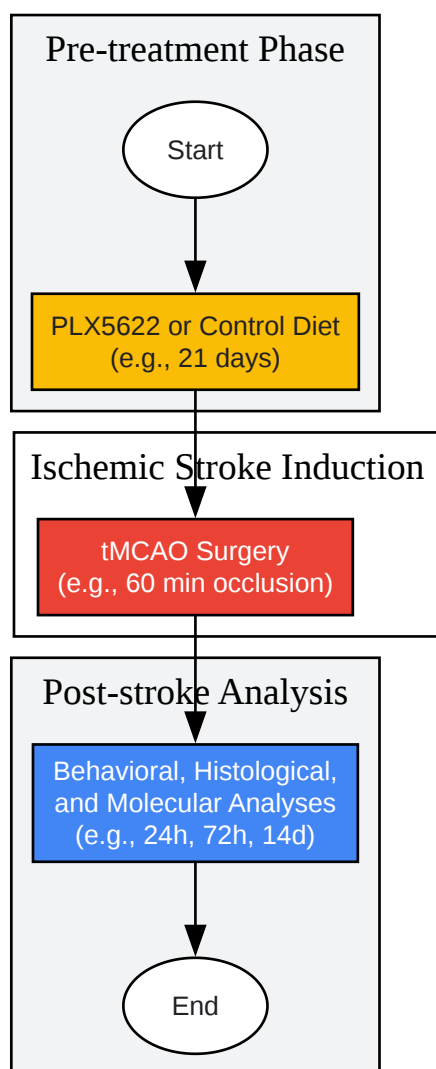 Pre-treatment Phase
Start
PLX5622 or Control Diet
(e.g., 21 days)
Ischemic Stroke Induction
tMCAO Surgery
(e.g., 60 min occlusion)
Post-stroke Analysis
Behavioral, Histological,
and Molecular Analyses
(e.g., 24h, 72h, 14d)
End